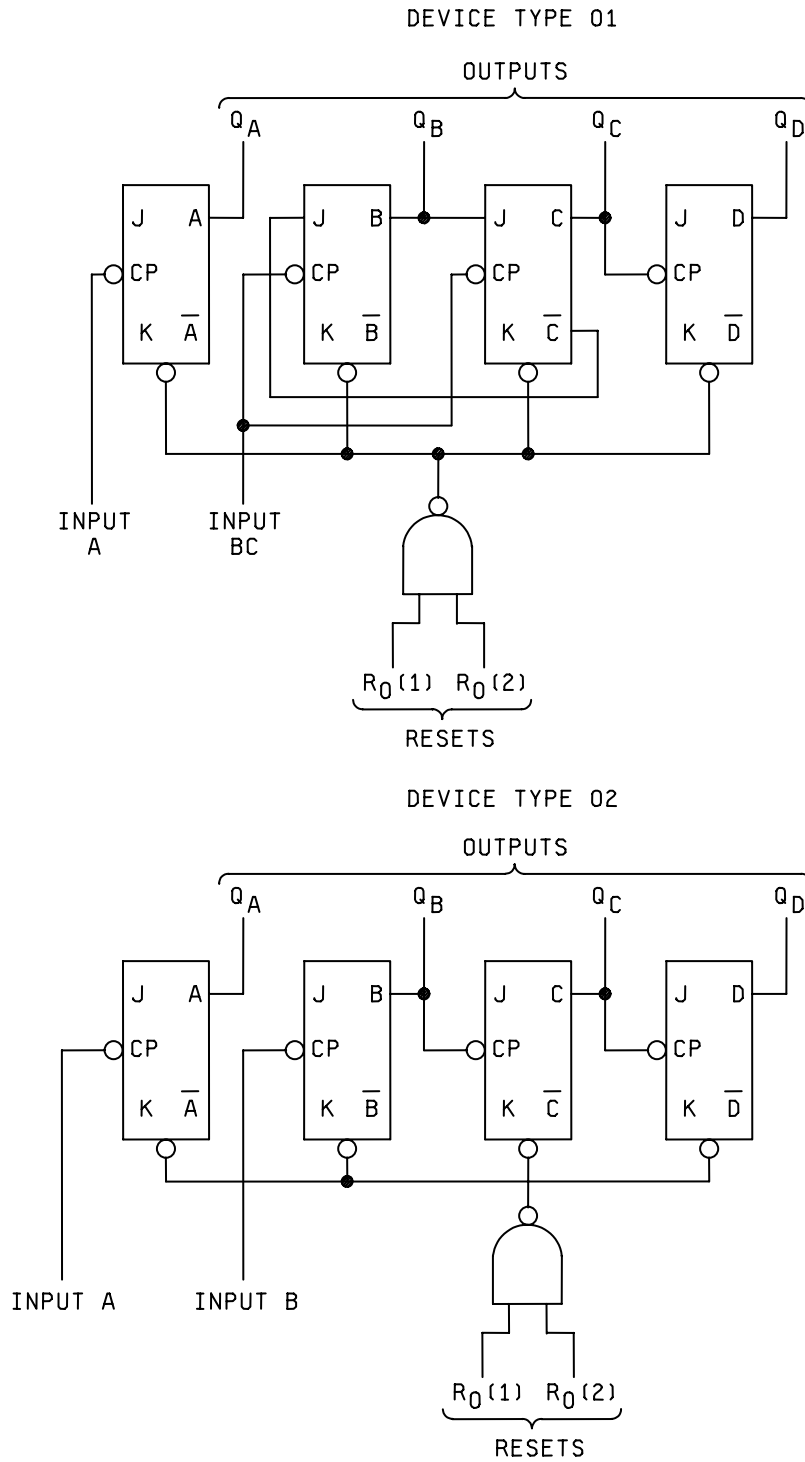 DEVICE TYPE 01
OUTPUTS
QA QB QC QD
J A J B J C J D
CP CP CP CP
K A̅ K B̅ K C̅ K D̅
INPUT A
INPUT BC
R0(1) R0(2)
RESETS
DEVICE TYPE 02
OUTPUTS
QA QB QC QD
J A J B J C J D
CP CP CP CP
K A̅ K B̅ K C̅ K D̅
INPUT A INPUT B
R0(1) R0(2)
RESETS